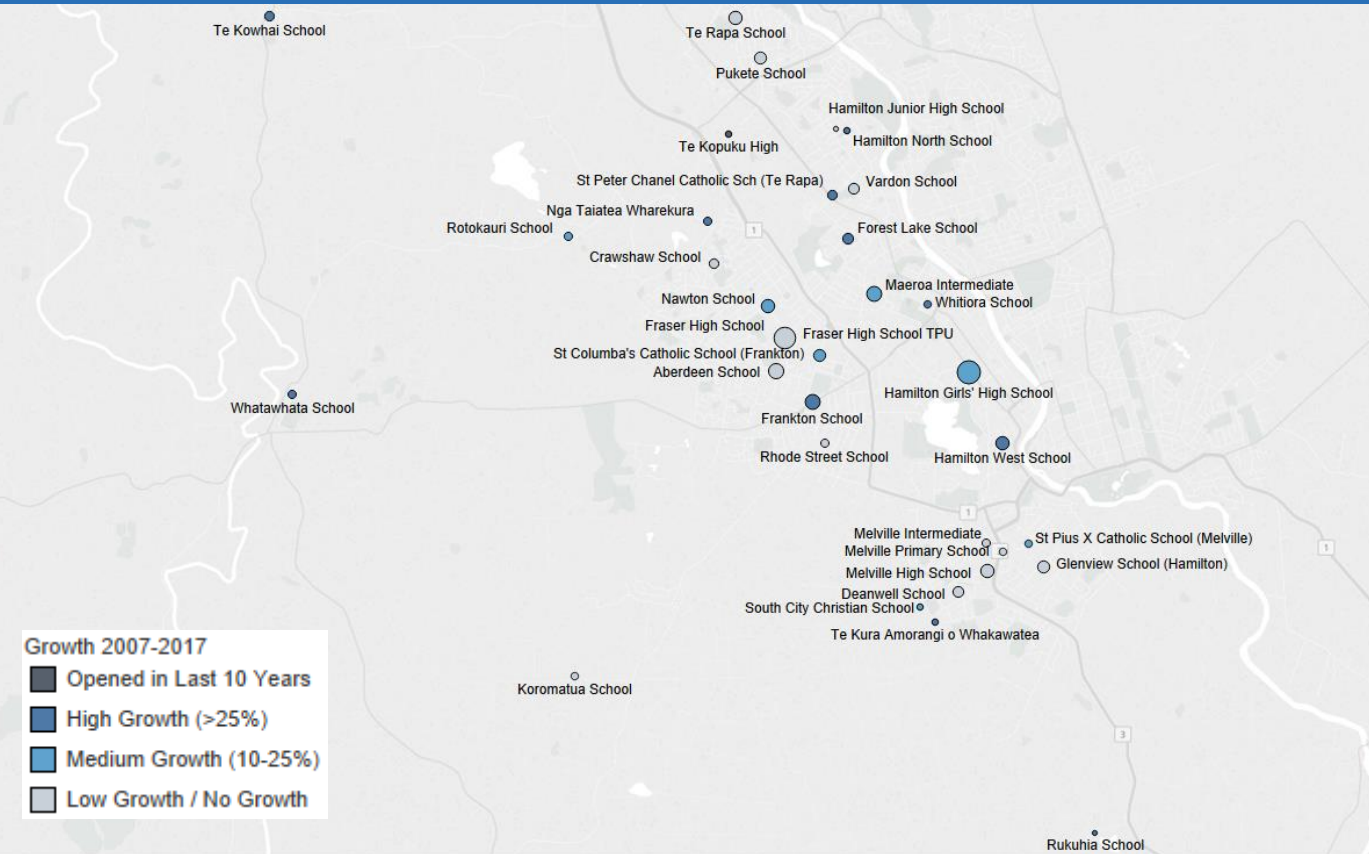 Te Kowhai School
Te Rapa School
Pukete School
Hamilton Junior High School
Hamilton North School
Te Kopuku High
St Peter Chanel Catholic Sch (Te Rapa)
Vardon School
Nga Taiatea Wharekura
Rotokauri School
1
Forest Lake School
Crawshaw School
Maeroa Intermediate
Nawton School
Whitiora School
Fraser High School
Fraser High School TPU
St Columba's Catholic School (Frankton)
Aberdeen School
Hamilton Girls' High School
Whatawhata School
Frankton School
Rhode Street School
Hamilton West School
1
Melville Intermediate
St Pius X Catholic School (Melville)
1
Melville Primary School
Glenview School (Hamilton)
Melville High School
Deanwell School
South City Christian School
Te Kura Amorangi o Whakawatea
Koromatua School
3
Rukuhia School
Growth 2007-2017
Opened in Last 10 Years
High Growth (>25%)
Medium Growth (10-25%)
Low Growth / No Growth